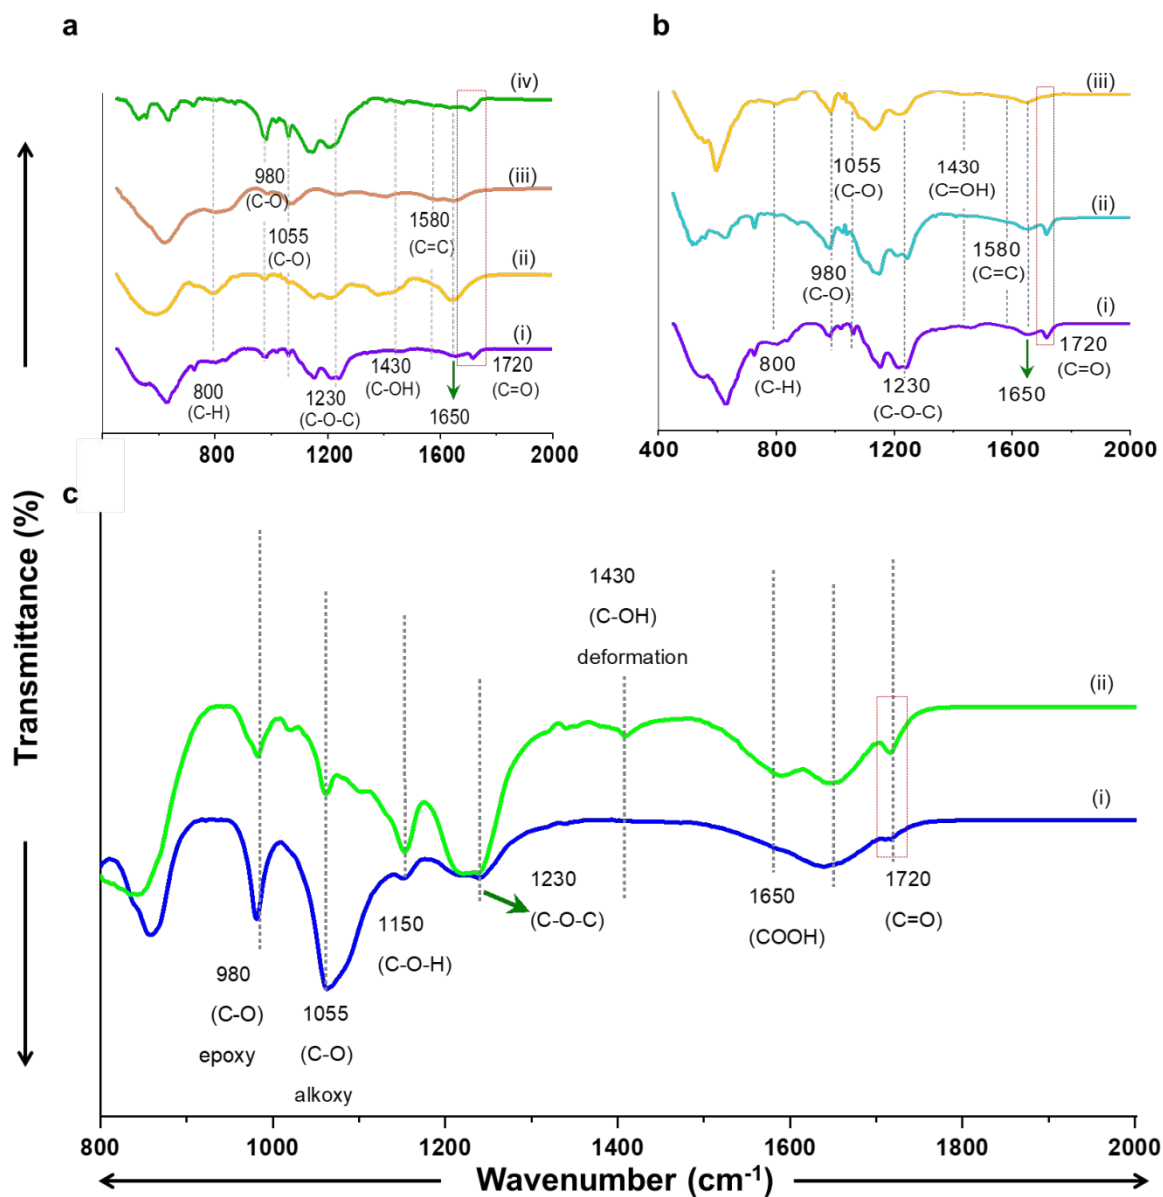 a
(iv)
(iii)
980
(C-O)
1055
(C-O)
1580
(C=C)
(ii)
(i)
800
(C-H)
1230
(C-O-C)
1430
(C-OH)
1650
1720
(C=O)
800
1200
1600
2000
b
(iii)
1055
(C-O)
1430
(C=OH)
(ii)
980
(C-O)
1580
(C=C)
(i)
800
(C-H)
1230
(C-O-C)
1650
1720
(C=O)
400
800
1200
1600
2000
Transmittance (%)
c
1430
(C-OH)
deformation
(ii)
(i)
980
(C-O)
epoxy
1055
(C-O)
alkoxy
1150
(C-O-H)
1230
(C-O-C)
1650
(COOH)
1720
(C=O)
800
1000
1200
1400
1600
1800
2000
Wavenumber (cm⁻¹)